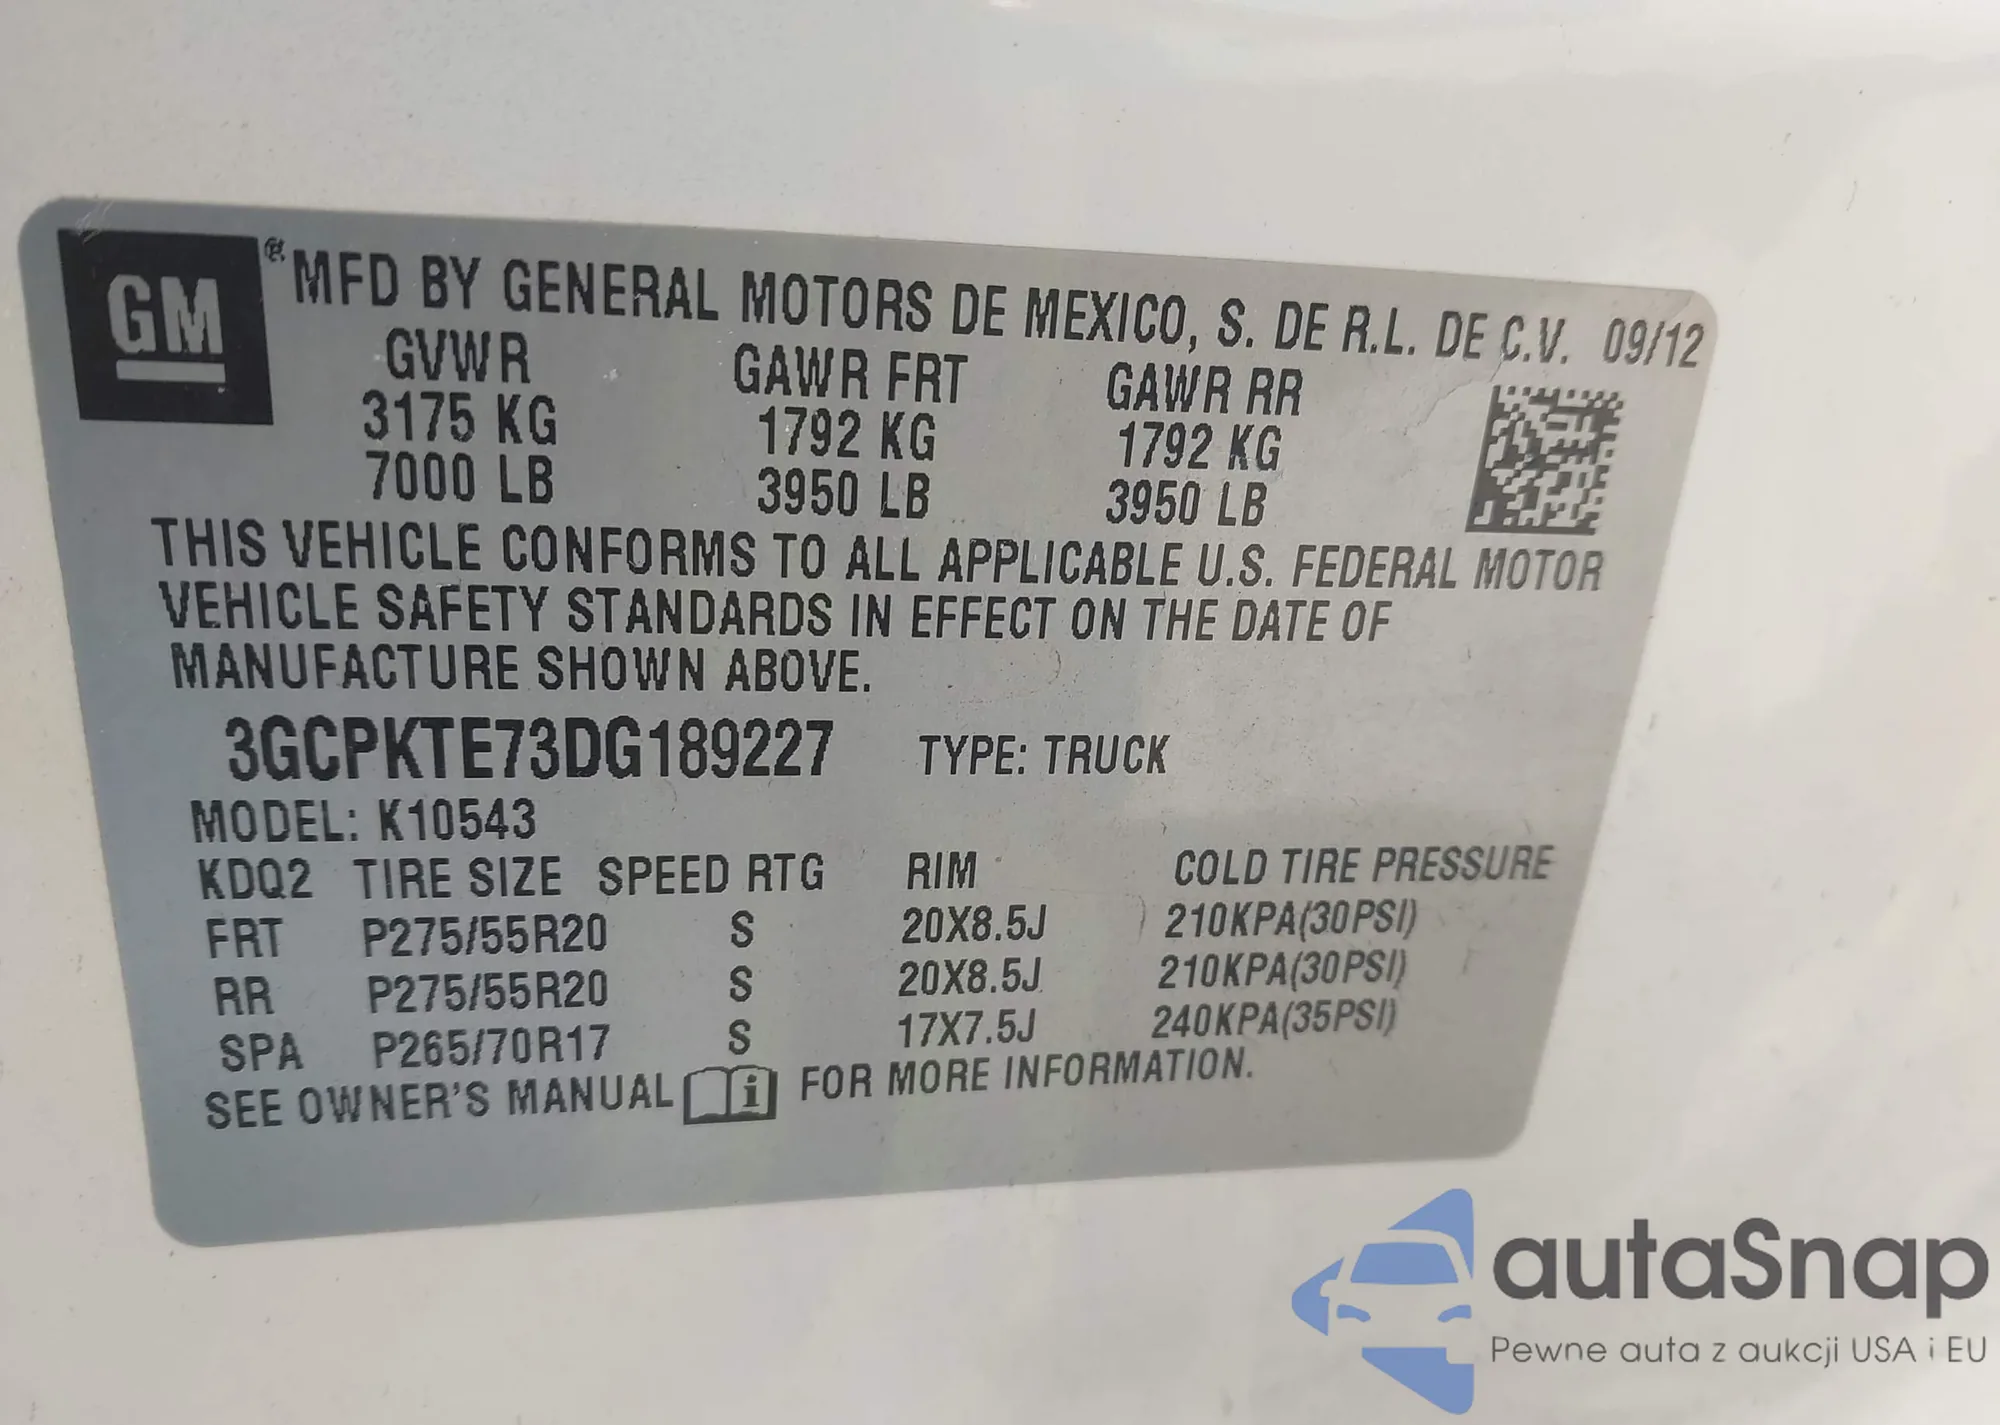 GM ® MFD BY GENERAL MOTORS DE MEXICO, S. DE R.L. DE C.V. 09/12
GVWR GAWR FRT GAWR RR
3175 KG 1792 KG 1792 KG
7000 LB 3950 LB 3950 LB
THIS VEHICLE CONFORMS TO ALL APPLICABLE U.S. FEDERAL MOTOR
VEHICLE SAFETY STANDARDS IN EFFECT ON THE DATE OF
MANUFACTURE SHOWN ABOVE.
3GCPKTE73DG189227 TYPE: TRUCK
MODEL: K10543
KDQ2 TIRE SIZE SPEED RTG RIM COLD TIRE PRESSURE
FRT P275/55R20 S 20X8.5J 210KPA(30PSI)
RR P275/55R20 S 20X8.5J 210KPA(30PSI)
SPA P265/70R17 S 17X7.5J 240KPA(35PSI)
SEE OWNER'S MANUAL i FOR MORE INFORMATION.
autaSnap
Pewne auta z aukcji USA i EU